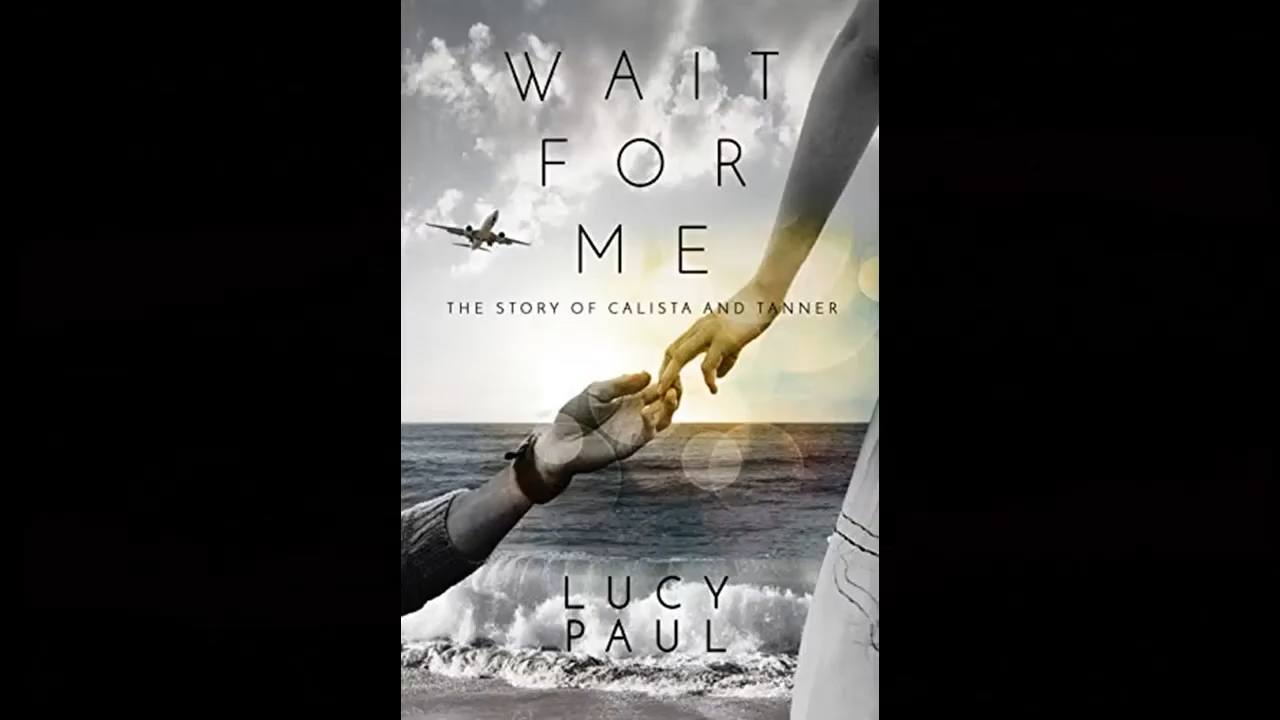 WAIT
FOR
ME
THE STORY OF CALISTA AND TANNER
LUCY
PAUL